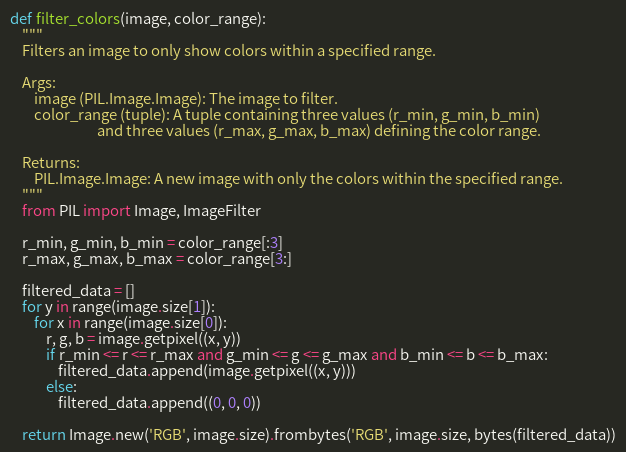 def filter_colors(image, color_range):
    """
    Filters an image to only show colors within a specified range.

    Args:
        image (PIL.Image.Image): The image to filter.
        color_range (tuple): A tuple containing three values (r_min, g_min, b_min)
                             and three values (r_max, g_max, b_max) defining the color range.

    Returns:
        PIL.Image.Image: A new image with only the colors within the specified range.
    """
    from PIL import Image, ImageFilter

    r_min, g_min, b_min = color_range[:3]
    r_max, g_max, b_max = color_range[3:]

    filtered_data = []
    for y in range(image.size[1]):
        for x in range(image.size[0]):
            r, g, b = image.getpixel((x, y))
            if r_min <= r <= r_max and g_min <= g <= g_max and b_min <= b <= b_max:
                filtered_data.append(image.getpixel((x, y)))
            else:
                filtered_data.append((0, 0, 0))

    return Image.new('RGB', image.size).frombytes('RGB', image.size, bytes(filtered_data))